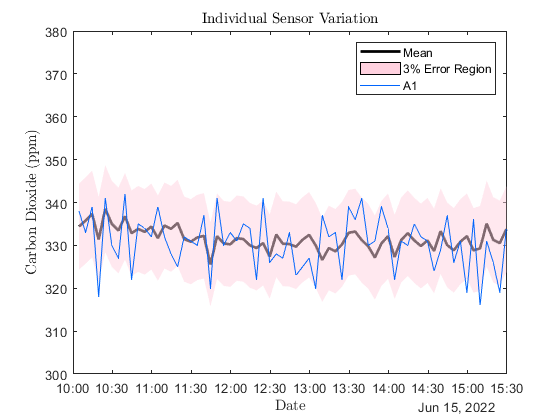 Individual Sensor Variation
Mean
3% Error Region
A1
Carbon Dioxide (ppm)
380
370
360
350
340
330
320
310
300
10:00 10:30 11:00 11:30 12:00 12:30 13:00 13:30 14:00 14:30 15:00 15:30
Date
Jun 15, 2022